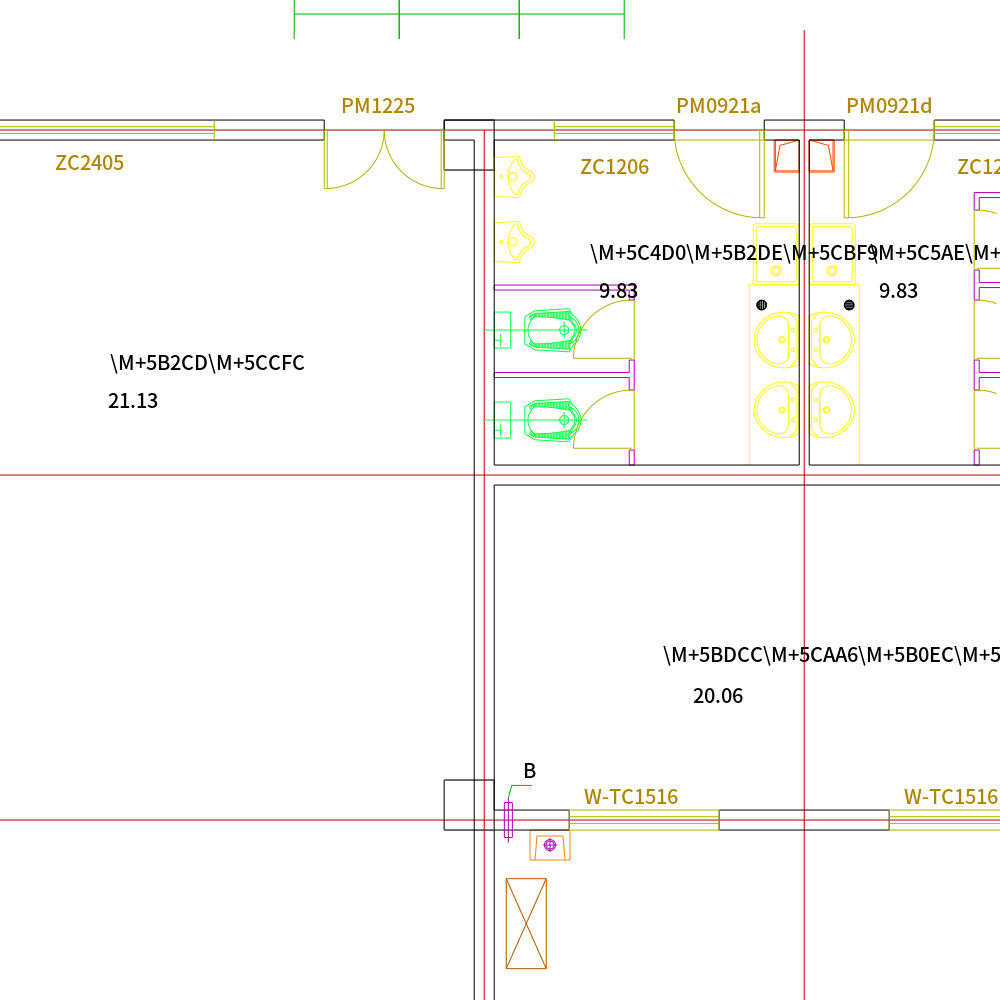 PM1225
PM0921a
PM0921d
ZC2405
ZC1206
ZC12
\M+5C4D0\M+5B2DE\M+5CBF9
\M+5C5AE\M+
9.83
9.83
\M+5B2CD\M+5CCFC
21.13
\M+5BDCC\M+5CAA6\M+5B0EC\M+5
20.06
B
W-TC1516
W-TC1516